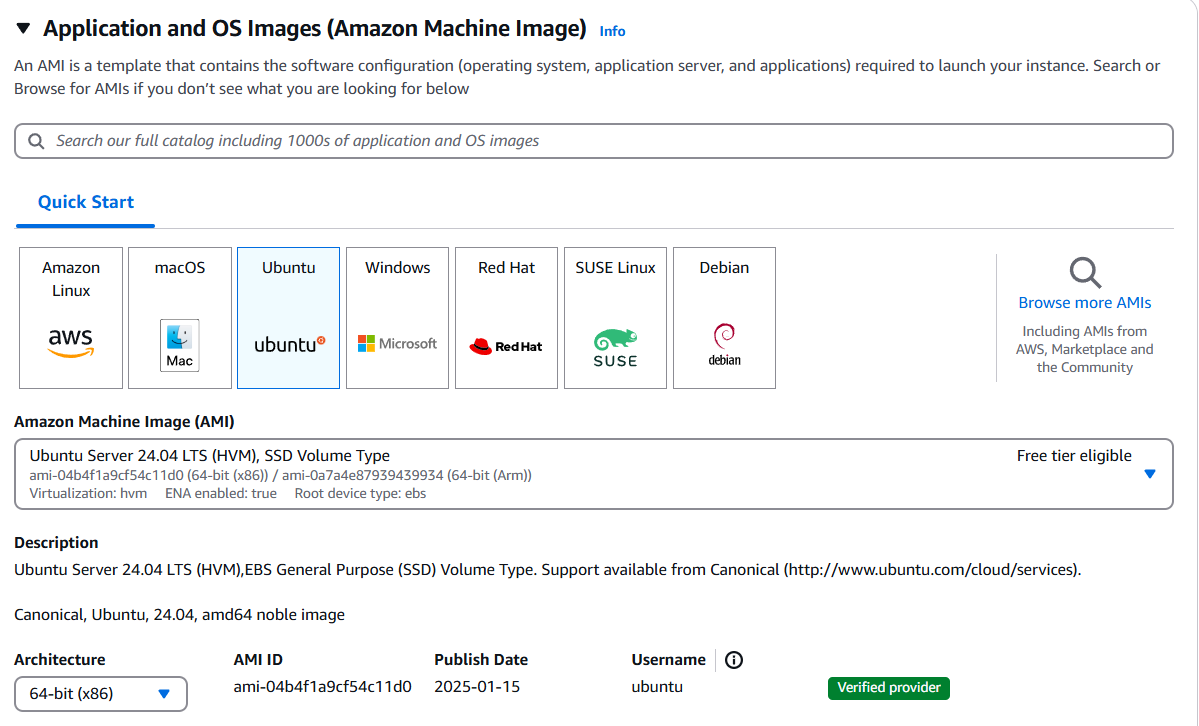 Application and OS Images (Amazon Machine Image) Info
An AMI is a template that contains the software configuration (operating system, application server, and applications) required to launch your instance. Search or
Browse for AMIs if you don’t see what you are looking for below
Search our full catalog including 1000s of application and OS images
Quick Start
Amazon Linux
aws
macOS
Mac
Ubuntu
ubuntu
Windows
Microsoft
Red Hat
Red Hat
SUSE Linux
SUSE
Debian
debian
Browse more AMIs
Including AMIs from
AWS, Marketplace and
the Community
Amazon Machine Image (AMI)
Ubuntu Server 24.04 LTS (HVM), SSD Volume Type
Free tier eligible
ami-04b4f1a9cf54c11d0 (64-bit (x86)) / ami-0a7a4e87939439934 (64-bit (Arm))
Virtualization: hvm ENA enabled: true Root device type: ebs
Description
Ubuntu Server 24.04 LTS (HVM),EBS General Purpose (SSD) Volume Type. Support available from Canonical (http://www.ubuntu.com/cloud/services).
Canonical, Ubuntu, 24.04, amd64 noble image
Architecture AMI ID Publish Date Username
64-bit (x86) ami-04b4f1a9cf54c11d0 2025-01-15 ubuntu Verified provider